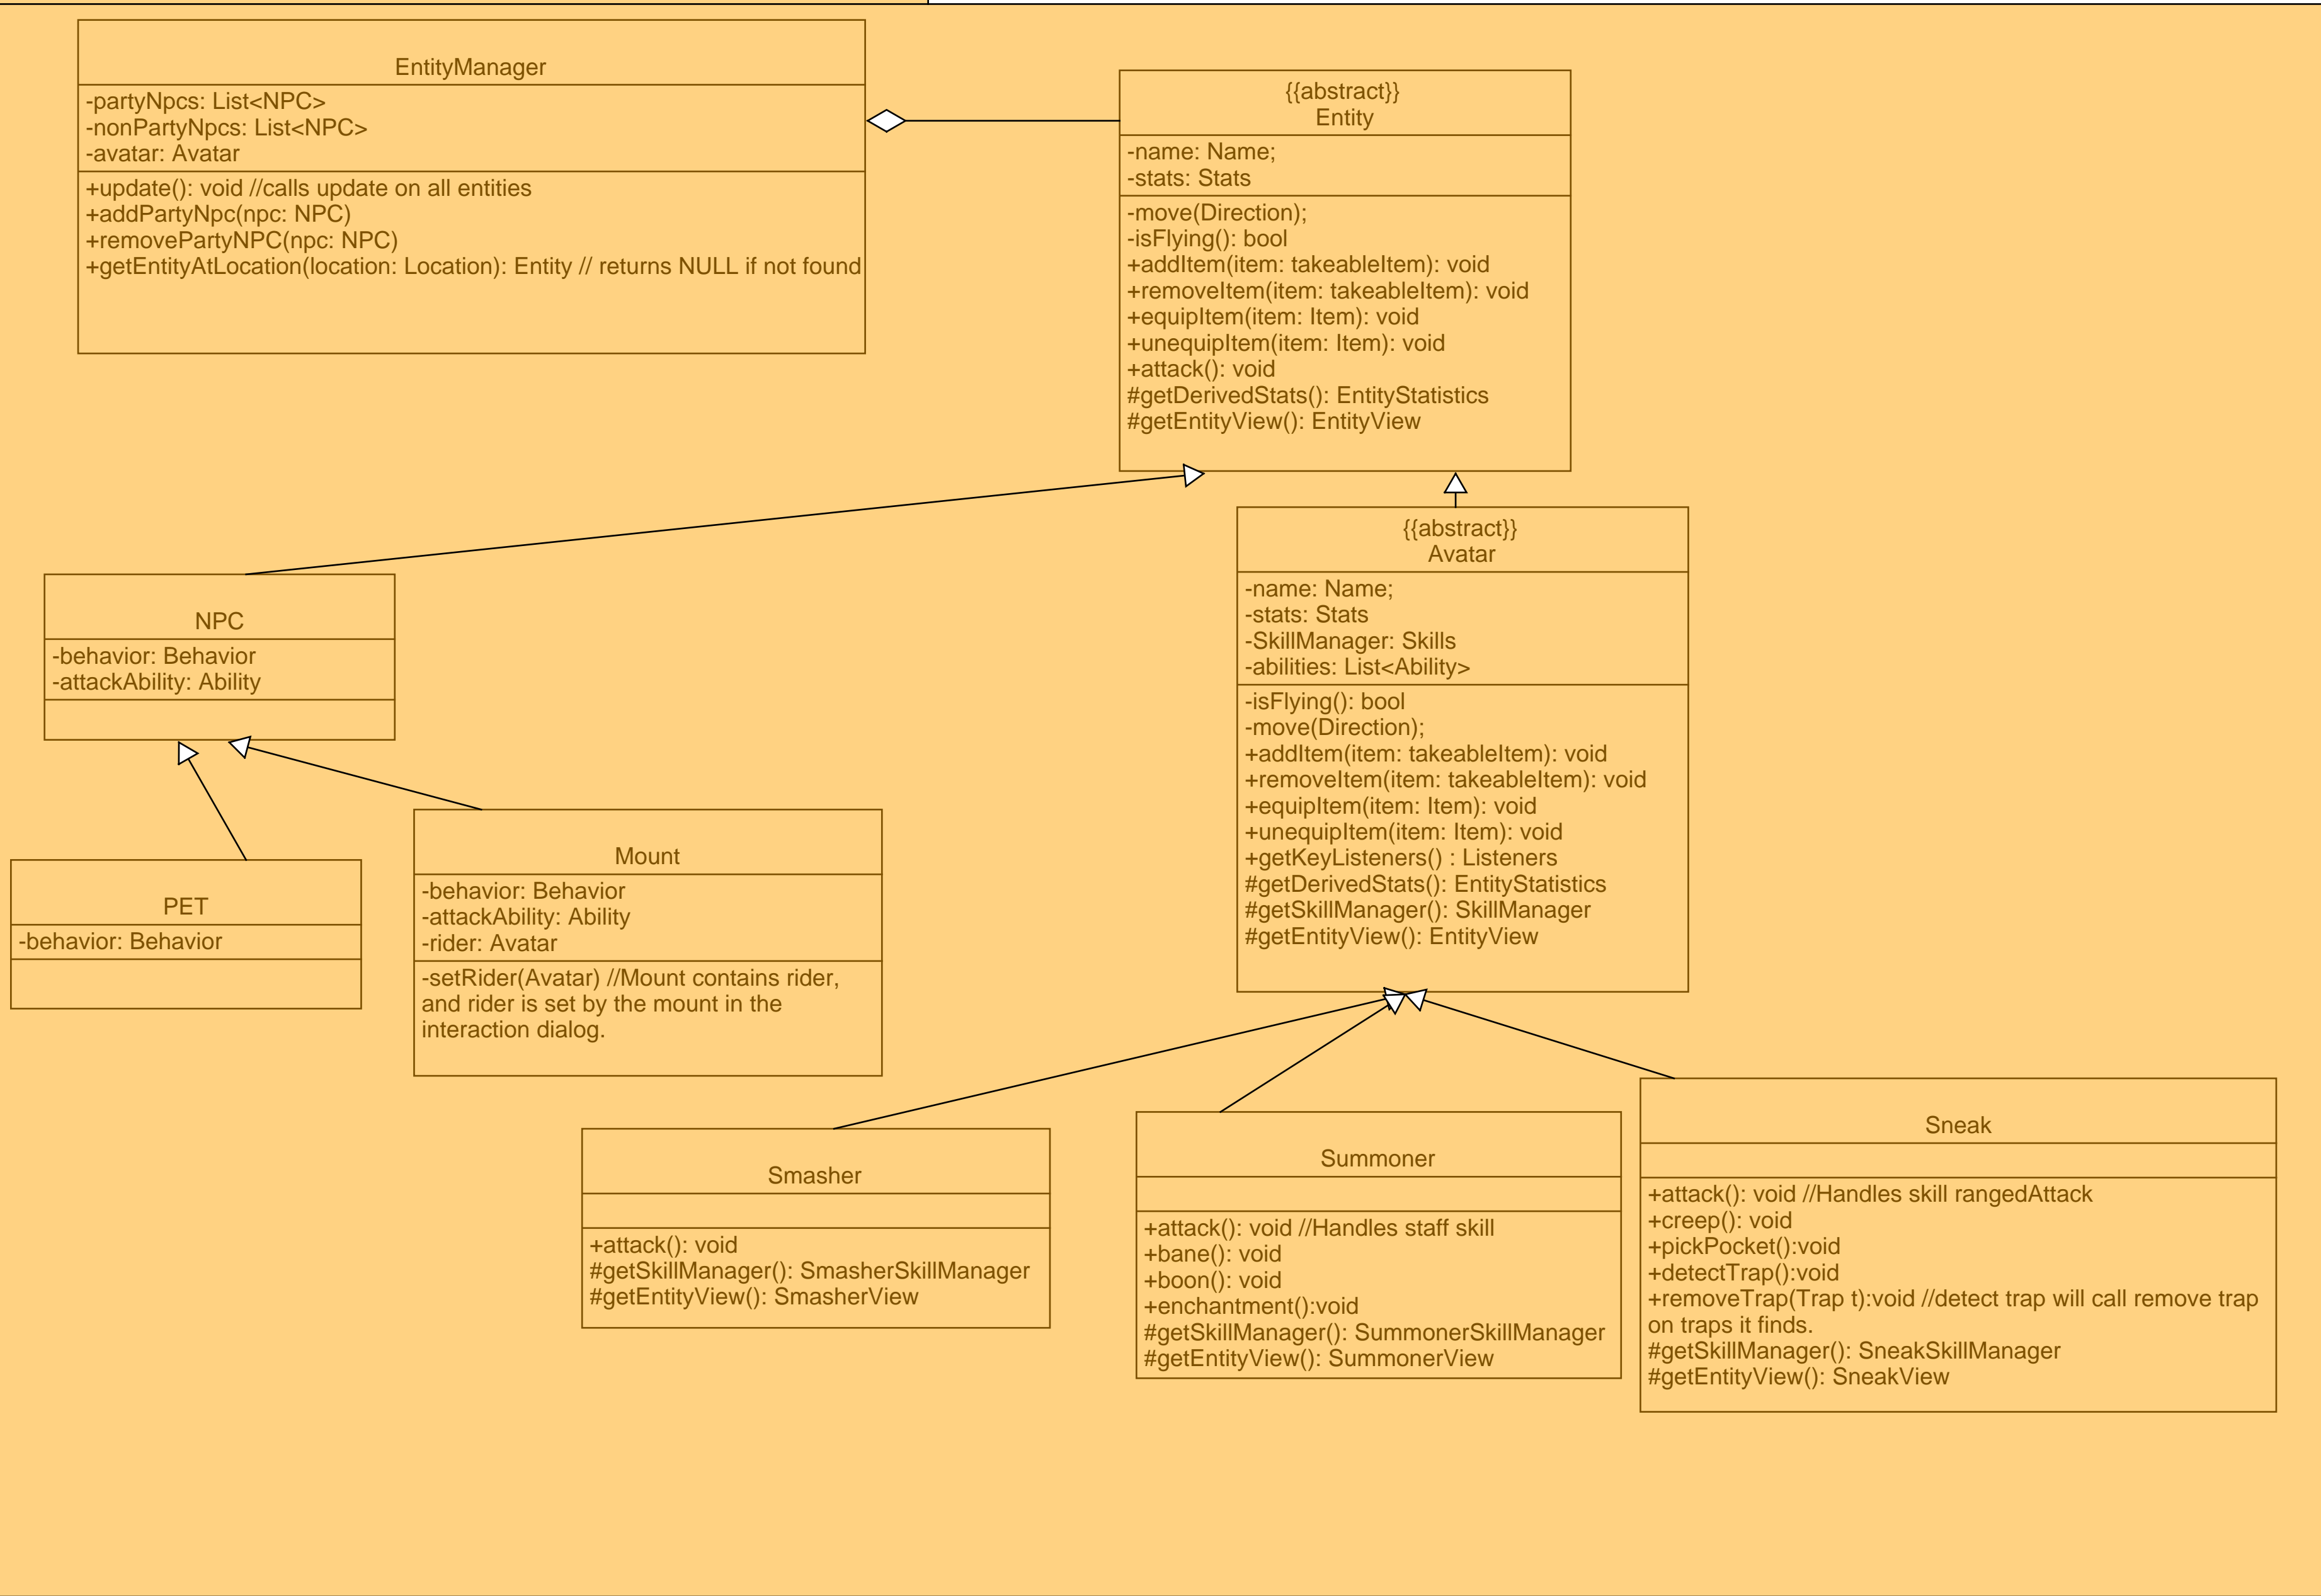 EntityManager
-partyNpcs: List<NPC>
-nonPartyNpcs: List<NPC>
-avatar: Avatar
+update(): void //calls update on all entities
+addPartyNpc(npc: NPC)
+removePartyNPC(npc: NPC)
+getEntityAtLocation(location: Location): Entity // returns NULL if not found
{{abstract}}
Entity
-name: Name;
-stats: Stats
-move(Direction);
-isFlying(): bool
+addItem(item: takeableItem): void
+removeItem(item: takeableItem): void
+equipItem(item: Item): void
+unequipItem(item: Item): void
+attack(): void
#getDerivedStats(): EntityStatistics
#getEntityView(): EntityView
{{abstract}}
Avatar
-name: Name;
-stats: Stats
-SkillManager: Skills
-abilities: List<Ability>
-isFlying(): bool
-move(Direction);
+addItem(item: takeableItem): void
+removeItem(item: takeableItem): void
+equipItem(item: Item): void
+unequipItem(item: Item): void
+getKeyListeners() : Listeners
#getDerivedStats(): EntityStatistics
#getSkillManager(): SkillManager
#getEntityView(): EntityView
NPC
-behavior: Behavior
-attackAbility: Ability
PET
-behavior: Behavior
Mount
-behavior: Behavior
-attackAbility: Ability
-rider: Avatar
-setRider(Avatar) //Mount contains rider,
and rider is set by the mount in the
interaction dialog.
Smasher
+attack(): void
#getSkillManager(): SmasherSkillManager
#getEntityView(): SmasherView
Summoner
+attack(): void //Handles staff skill
+bane(): void
+boon(): void
+enchantment():void
#getSkillManager(): SummonerSkillManager
#getEntityView(): SummonerView
Sneak
+attack(): void //Handles skill rangedAttack
+creep(): void
+pickPocket():void
+detectTrap():void
+removeTrap(Trap t):void //detect trap will call remove trap
on traps it finds.
#getSkillManager(): SneakSkillManager
#getEntityView(): SneakView